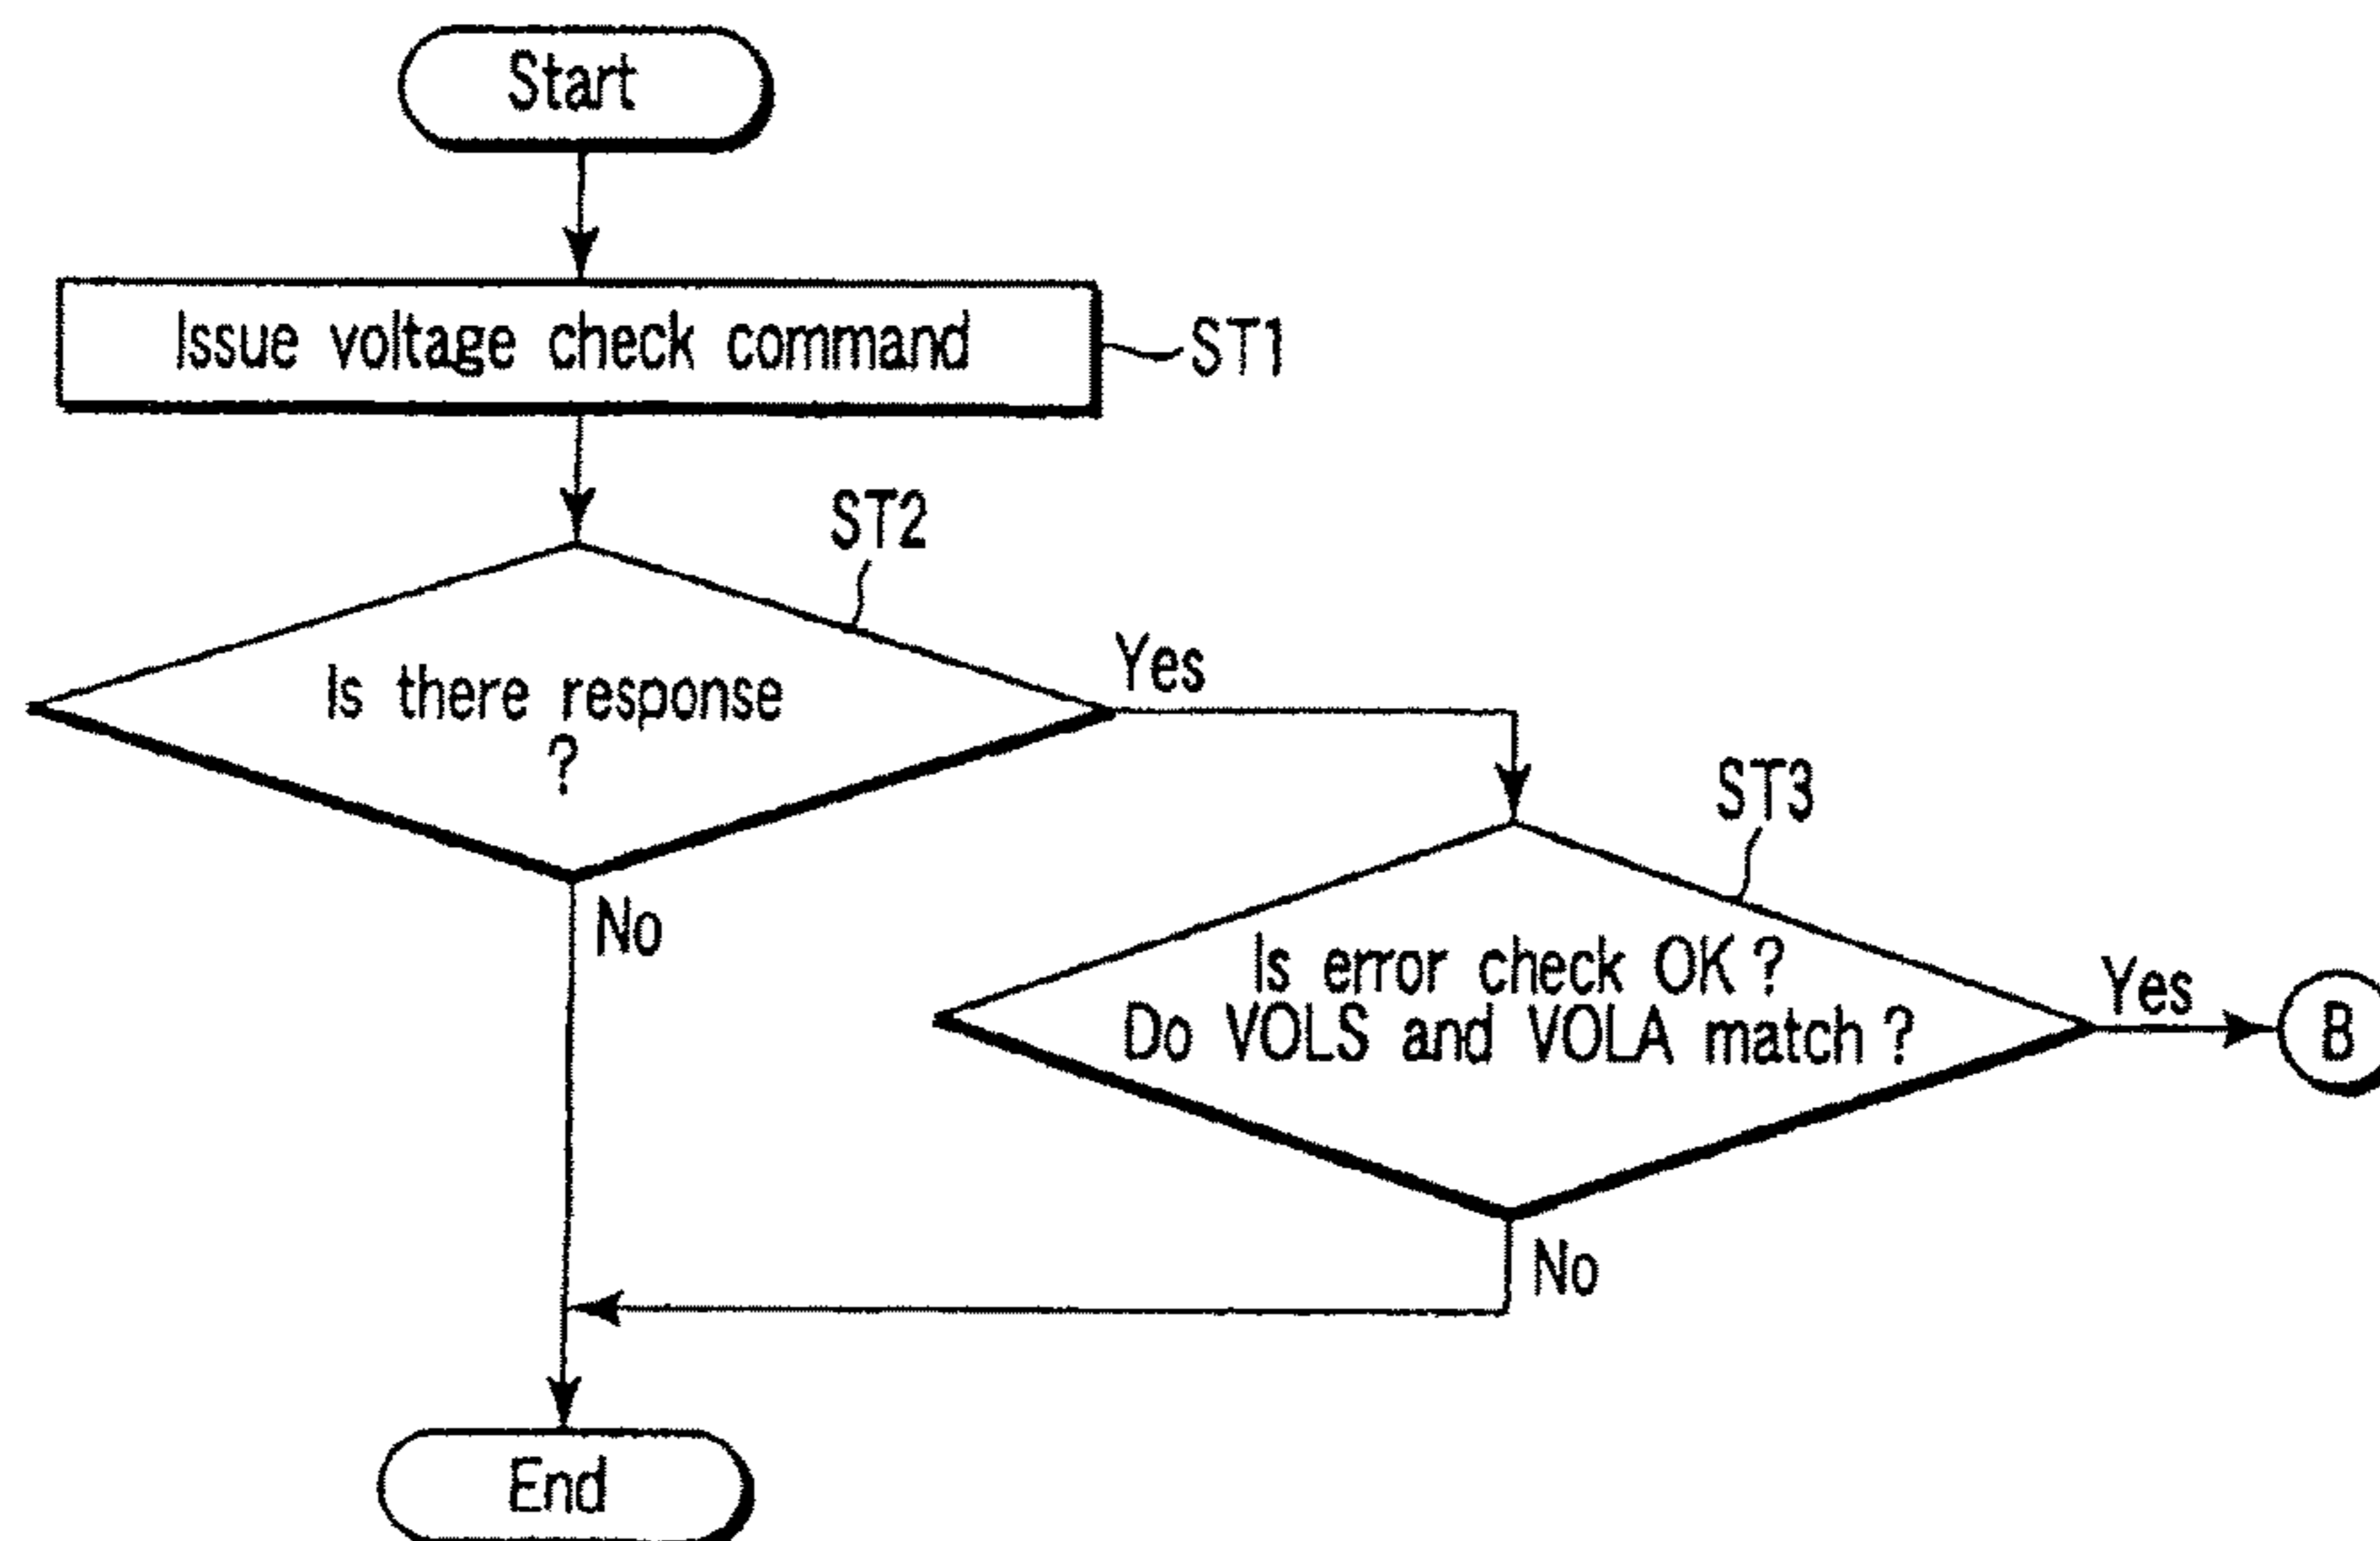 Start
Issue voltage check command
ST1
ST2
Is there response
?
Yes
No
ST3
Is error check OK ?
Do VOLS and VOLA match ?
Yes
B
No
End